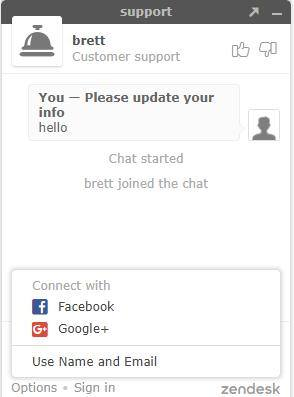 support
brett
Customer support
You — Please update your
info
hello
Chat started
brett joined the chat
Connect with
Facebook
Google+
Use Name and Email
Options • Sign in
zendesk